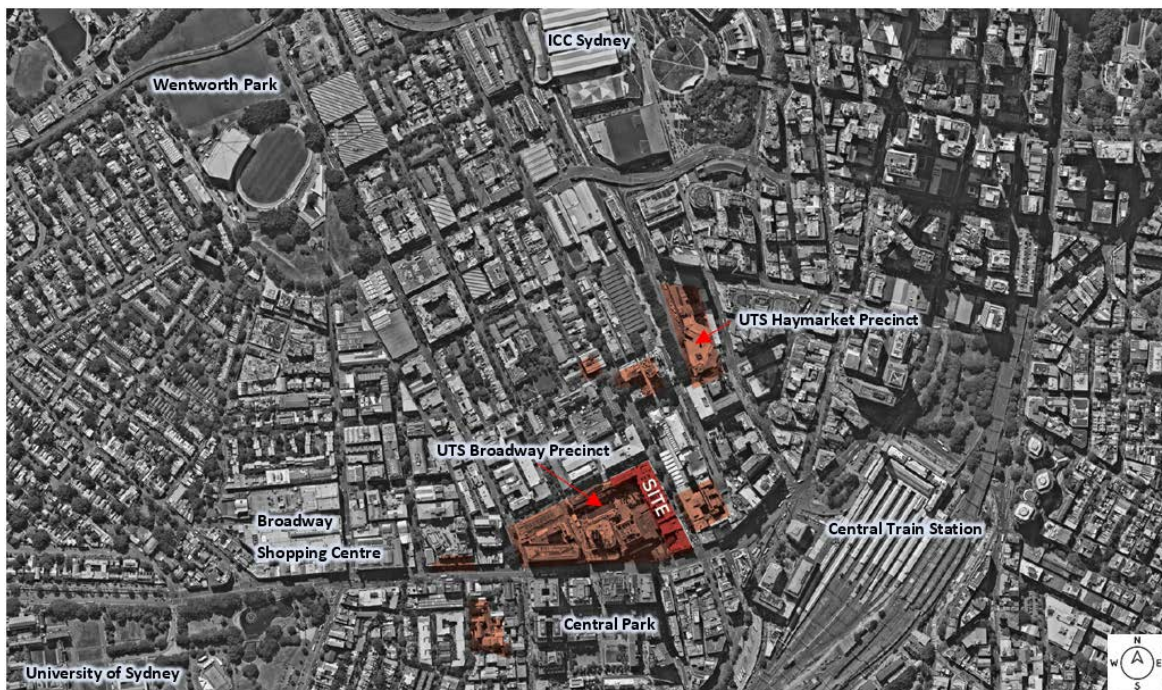 ICC Sydney
Wentworth Park
UTS Haymarket Precinct
UTS Broadway Precinct
SITE
Broadway
Shopping Centre
Central Train Station
Central Park
University of Sydney
N
W E
S